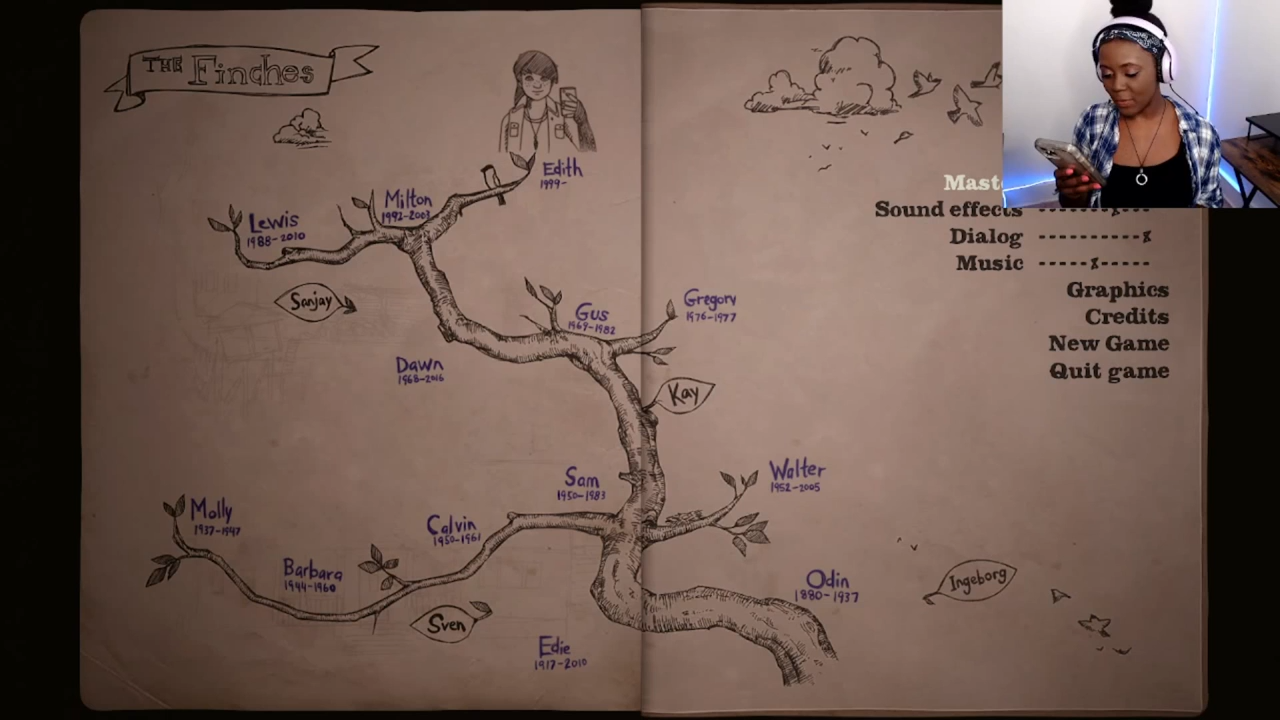 THE Finches
Edith
1999-
Milton
1992-2003
Lewis
1988-2010
Sanjay
Gus
1969-1982
Gregory
1976-1977
Dawn
1968-2016
Kay
Sam
1950-1983
Walter
1952-2005
Molly
1937-1947
Calvin
1950-1961
Barbara
1944-1960
Sven
Edie
1917-2010
Odin
1880-1937
Ingeborg
Sound effects
Dialog
Music
Graphics
Credits
New Game
Quit game